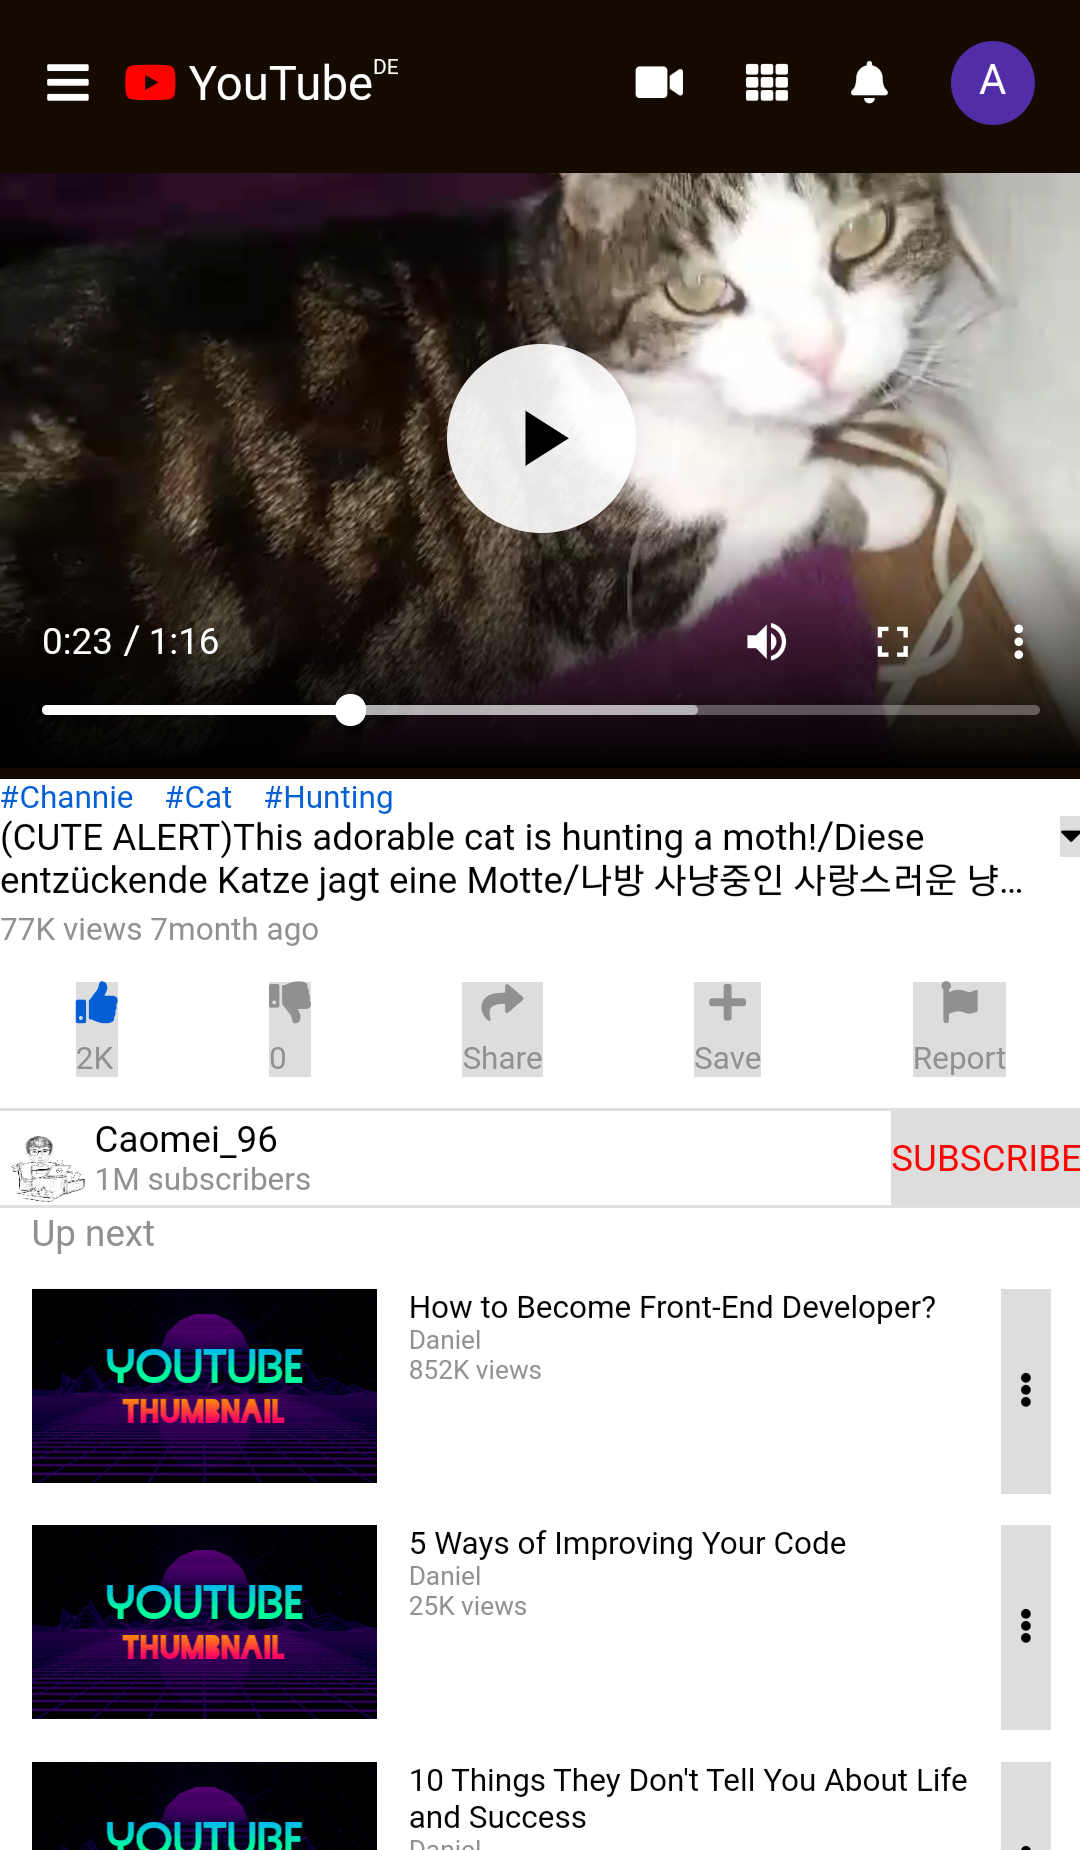 YouTube DE
A
0:23 / 1:16
#Channie #Cat #Hunting
(CUTE ALERT)This adorable cat is hunting a moth!/Diese
entzückende Katze jagt eine Motte/나방 사냥중인 사랑스러운 냥...
77K views 7month ago
2K 0 Share Save Report
Caomei_96
1M subscribers
SUBSCRIBE
Up next
YOUTUBE
THUMBNAIL
How to Become Front-End Developer?
Daniel
852K views
YOUTUBE
THUMBNAIL
5 Ways of Improving Your Code
Daniel
25K views
YOUTUBE
10 Things They Don't Tell You About Life
and Success
Daniel